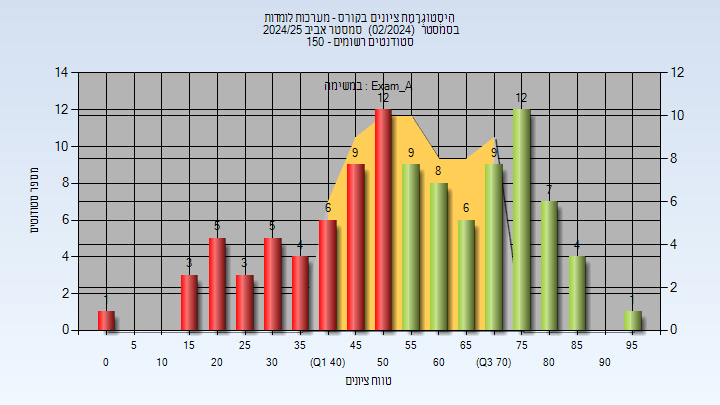 היסטוגרמת ציונים בקורס - מערכות לומדות
בסמסטר (02/2024) סמסטר אביב 2024/25
סטודנטים רשומים - 150
במשימה : Exam_A
14 12 10 8 6 4 2 0
מספר סטודנטים
12 10 8 6 4 2 0
1 3 5 3 5 4 6 9 12 9 8 6 9 12 7 4 1
5 15 25 35 45 55 65 75 85 95
0 10 20 30 (Q1 40) 50 60 (Q3 70) 80 90
טווח ציונים